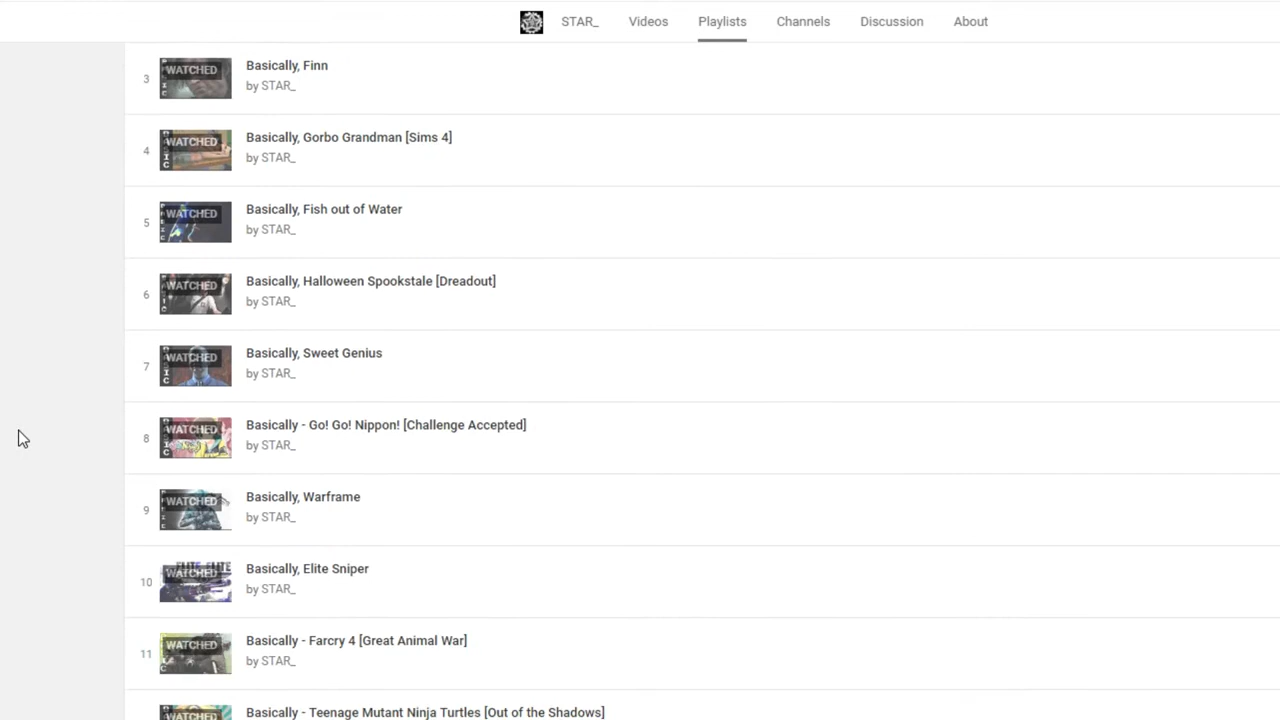 STAR_ Videos Playlists Channels Discussion About
3 WATCHED Basically, Finn
by STAR_
4 WATCHED Basically, Gorbo Grandman [Sims 4]
by STAR_
5 WATCHED Basically, Fish out of Water
by STAR_
6 WATCHED Basically, Halloween Spookstale [Dreadout]
by STAR_
7 WATCHED Basically, Sweet Genius
by STAR_
8 WATCHED Basically - Go! Go! Nippon! [Challenge Accepted]
by STAR_
9 WATCHED Basically, Warframe
by STAR_
10 WATCHED Basically, Elite Sniper
by STAR_
11 WATCHED Basically - Farcry 4 [Great Animal War]
by STAR_
WATCHED Basically - Teenage Mutant Ninja Turtles [Out of the Shadows]